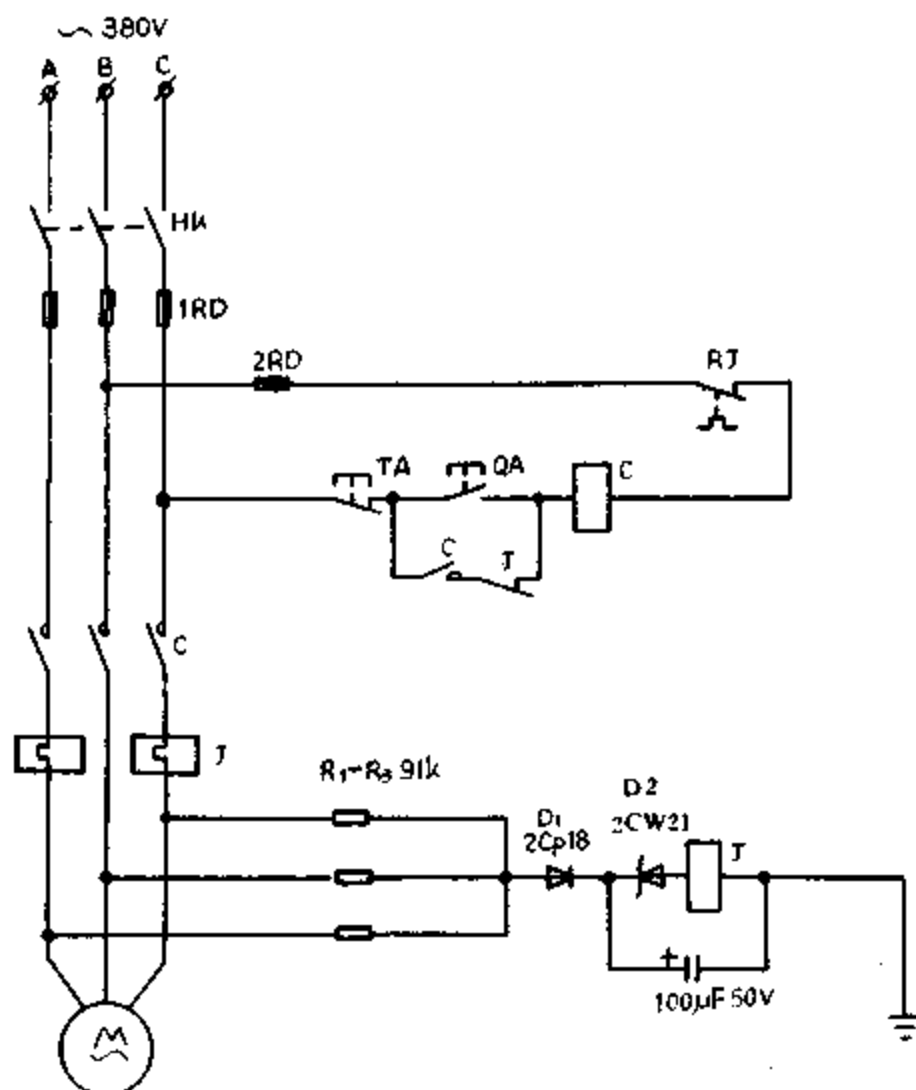 ~ 380V
A B C
HK
1RD
2RD
RJ
TA
QA
C
C
J
C
J
R₁-R₃ 91k
D₁
2Cp18
D2
2CW21
J
100μF 50V
M
~